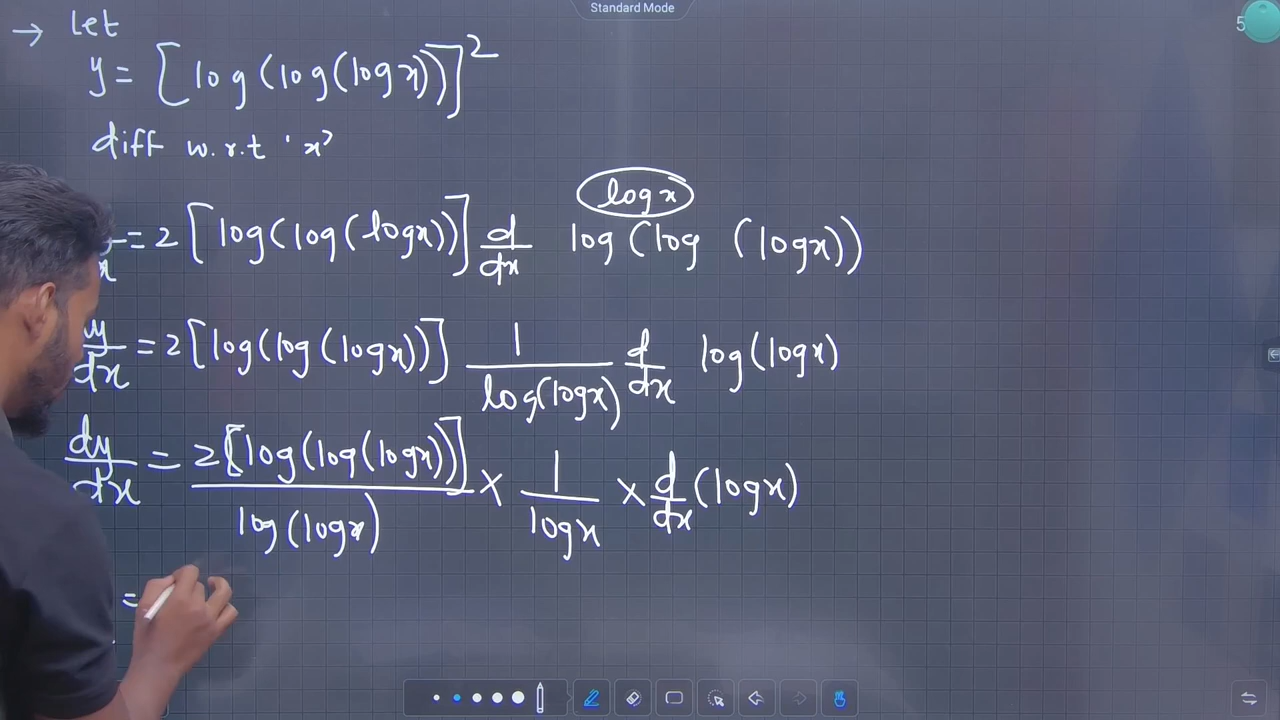 Standard Mode
5
→ let
y = [log(log(log x))]²
diff w.r.t 'x'
log x
= 2 [log(log(log x))] d/dx log(log (log x))
dy/dx = 2 [log(log(log x))] 1/log(log x) d/dx log(log x)
dy/dx = 2[log(log(log x))]/log(log x) × 1/log x × d/dx (log x)
=